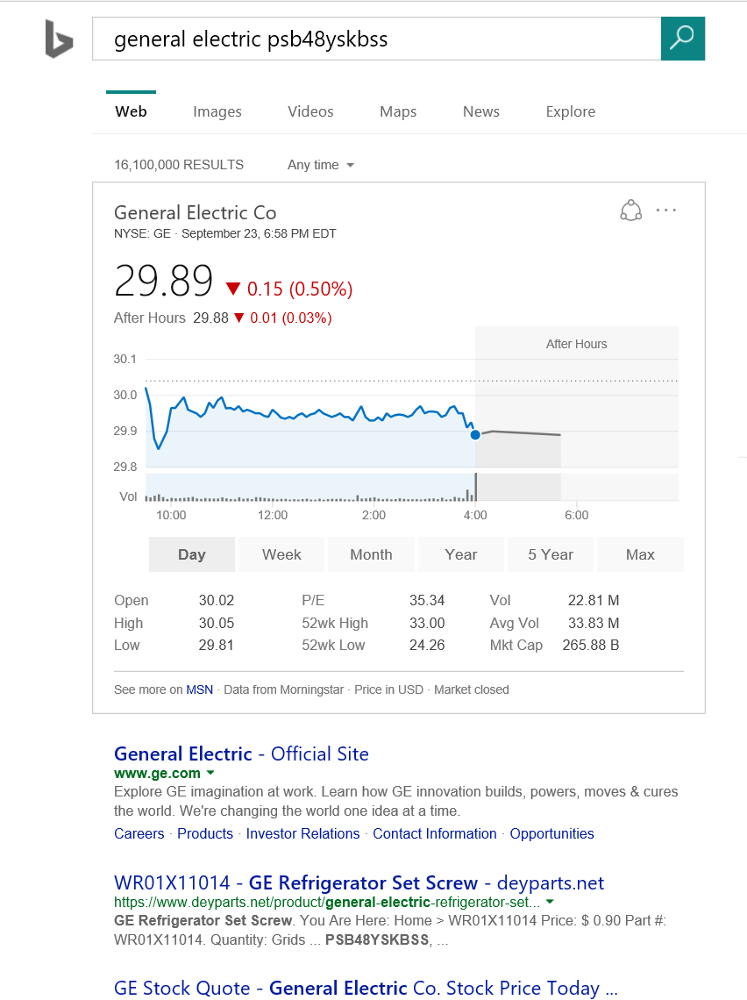 general electric psb48yskbss
Web Images Videos Maps News Explore
16,100,000 RESULTS Any time
General Electric Co
NYSE: GE · September 23, 6:58 PM EDT
29.89 ▼ 0.15 (0.50%)
After Hours 29.88 ▼ 0.01 (0.03%)
After Hours
30.1
30.0
29.9
29.8
Vol
10:00 12:00 2:00 4:00 6:00
Day Week Month Year 5 Year Max
Open 30.02 P/E 35.34 Vol 22.81 M
High 30.05 52wk High 33.00 Avg Vol 33.83 M
Low 29.81 52wk Low 24.26 Mkt Cap 265.88 B
See more on MSN · Data from Morningstar · Price in USD · Market closed
General Electric - Official Site
www.ge.com
Explore GE imagination at work. Learn how GE innovation builds, powers, moves & cures
the world. We're changing the world one idea at a time.
Careers · Products · Investor Relations · Contact Information · Opportunities
WR01X11014 - GE Refrigerator Set Screw - deyparts.net
https://www.deyparts.net/product/general-electric-refrigerator-set...
GE Refrigerator Set Screw. You Are Here: Home > WR01X11014 Price: $ 0.90 Part #:
WR01X11014. Quantity: Grids ... PSB48YSKBSS, ...
GE Stock Quote - General Electric Co. Stock Price Today ...